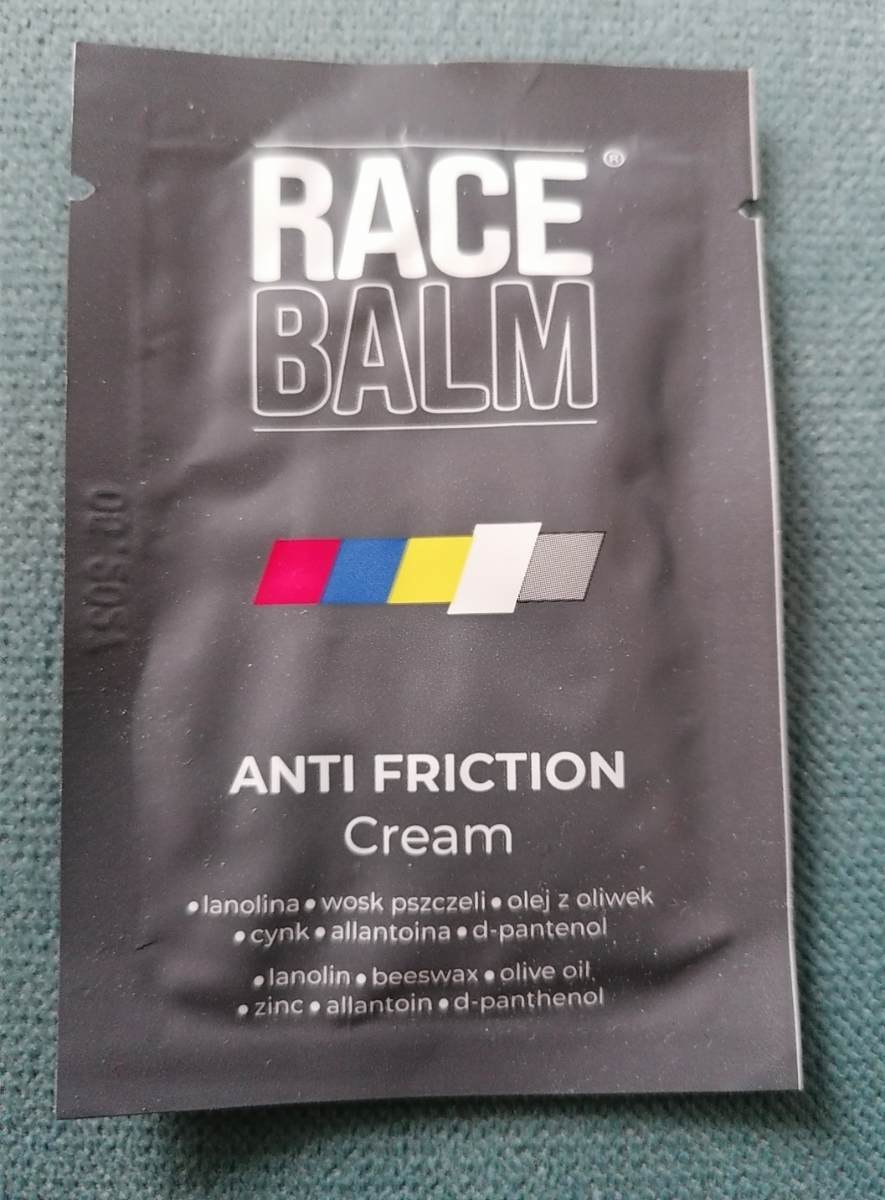 RACE®
BALM
ANTI FRICTION
Cream
•lanolina•wosk pszczeli•olej z oliwek
•cynk•allantoina•d-pantenol
•lanolin•beeswax•olive oil
•zinc•allantoin•d-panthenol